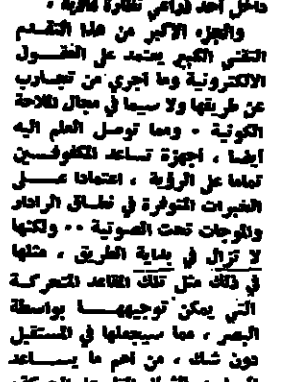 داخل أحد ذراعي نظارة عادية .
والجزء الأكبر من هذا التقدم
التقني الكبير يعتمد على العقول
الالكترونية وما أجري من تجارب
عن طريقها ولا سيما في مجال الملاحة
الكونية . ومما توصل العلم اليه
أيضا ، أجهزة تساعد المكفوفين
تماما على الرؤية ، اعتمادا على
الخبرات المتوفرة في نطاق الرادار
والموجات تحت الصوتية .. ولكنها
لا تزال في بداية الطريق ، مثلها
في ذلك مثل تلك المقاعد المتحركة
التي يمكن توجيهها بواسطة
البصر ، مما سيجعلها في المستقبل
دون شك ، من أهم ما يساعد